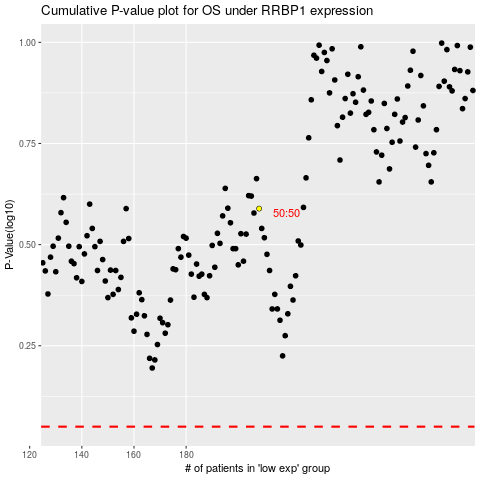 Cumulative P-value plot for OS under RRBP1 expression
1.00
0.75
0.50
0.25
P-Value(log10)
50:50
120 140 160 180
# of patients in 'low exp' group